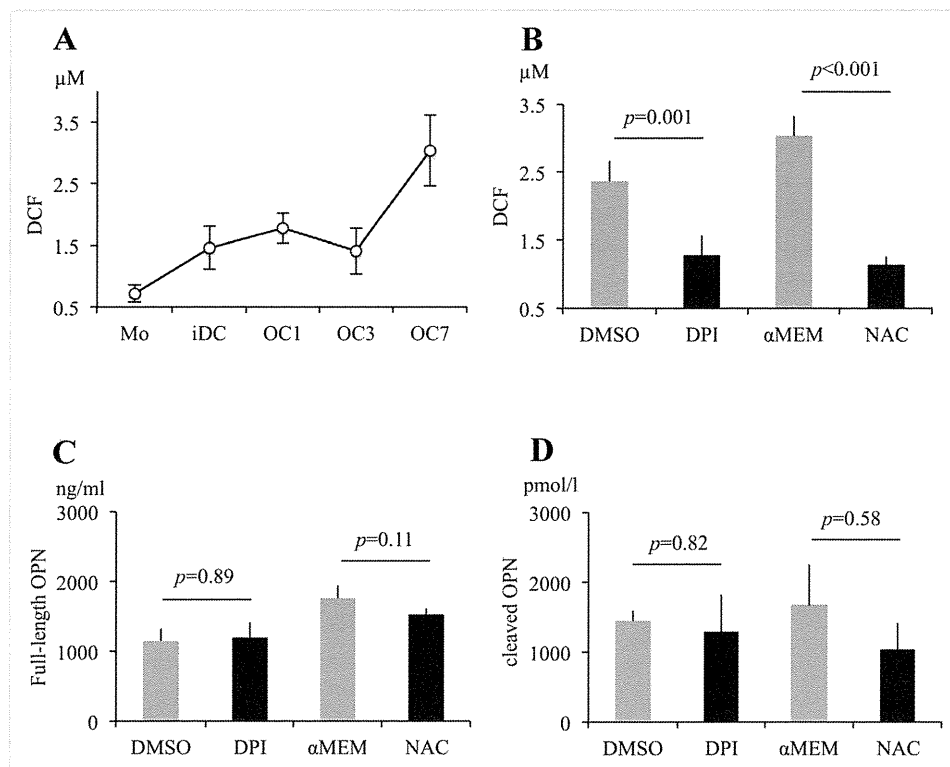 A
µM
DCF
3.5
2.5
1.5
0.5
Mo iDC OC1 OC3 OC7
B
µM
DCF
3.5
2.5
1.5
0.5
p=0.001
p<0.001
DMSO DPI αMEM NAC
C
ng/ml
Full-length OPN
3000
2000
1000
0
p=0.89
p=0.11
DMSO DPI αMEM NAC
D
pmol/l
cleaved OPN
3000
2000
1000
0
p=0.82
p=0.58
DMSO DPI αMEM NAC